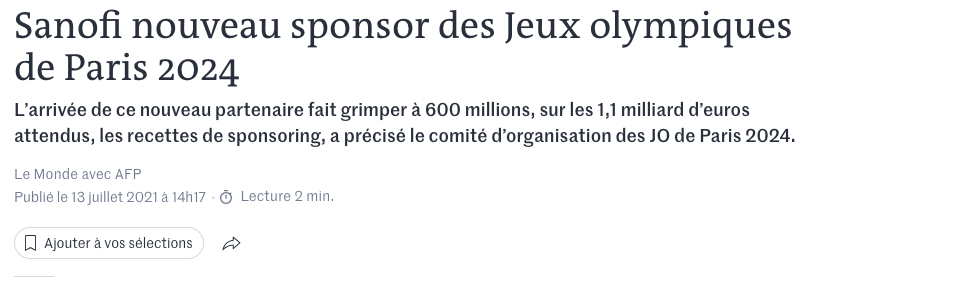 Sanofi nouveau sponsor des Jeux olympiques
de Paris 2024
L’arrivée de ce nouveau partenaire fait grimper à 600 millions, sur les 1,1 milliard d’euros
attendus, les recettes de sponsoring, a précisé le comité d’organisation des JO de Paris 2024.
Le Monde avec AFP
Publié le 13 juillet 2021 à 14h17 · Lecture 2 min.
Ajouter à vos sélections